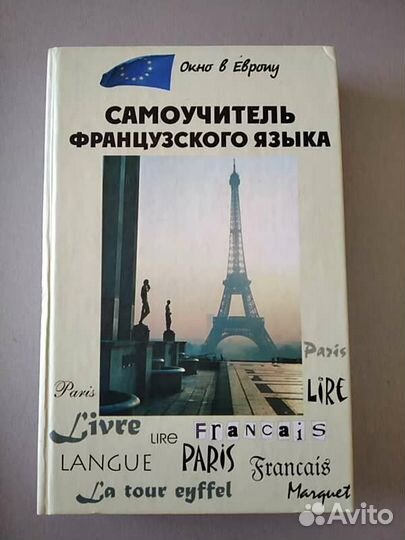 Окно в Европу
САМОУЧИТЕЛЬ
ФРАНЦУЗСКОГО ЯЗЫКА
Paris
Paris
LIRE
Livre
LIRE
Francais
LANGUE
PARIS
Francais
La tour eyffel
Marquet
Avito